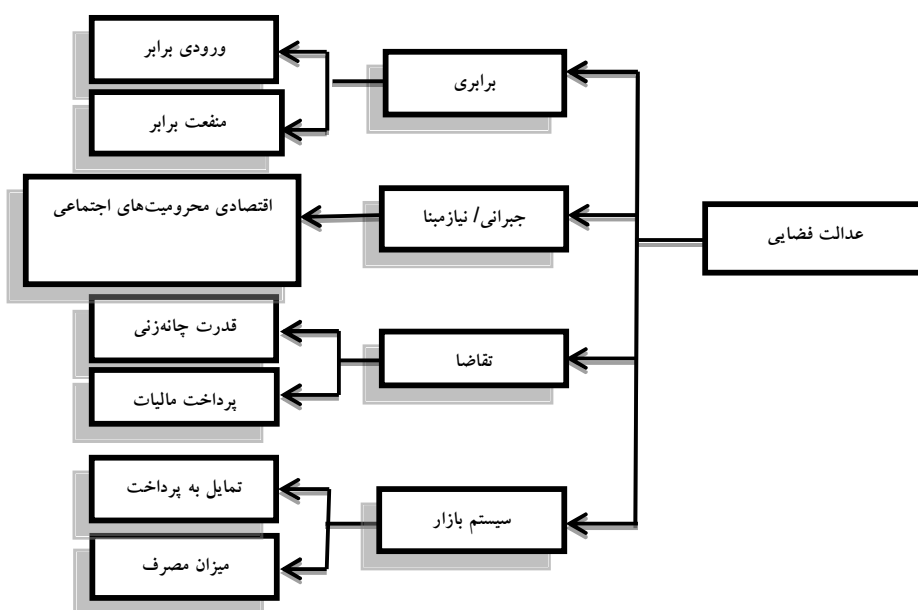 عدالت فضایی
برابری
ورودی برابر
منفعت برابر
جبرانی/ نیازمبنا
اقتصادی محرومیت‌های اجتماعی
تقاضا
قدرت چانه‌زنی
پرداخت مالیات
سیستم بازار
تمایل به پرداخت
میزان مصرف